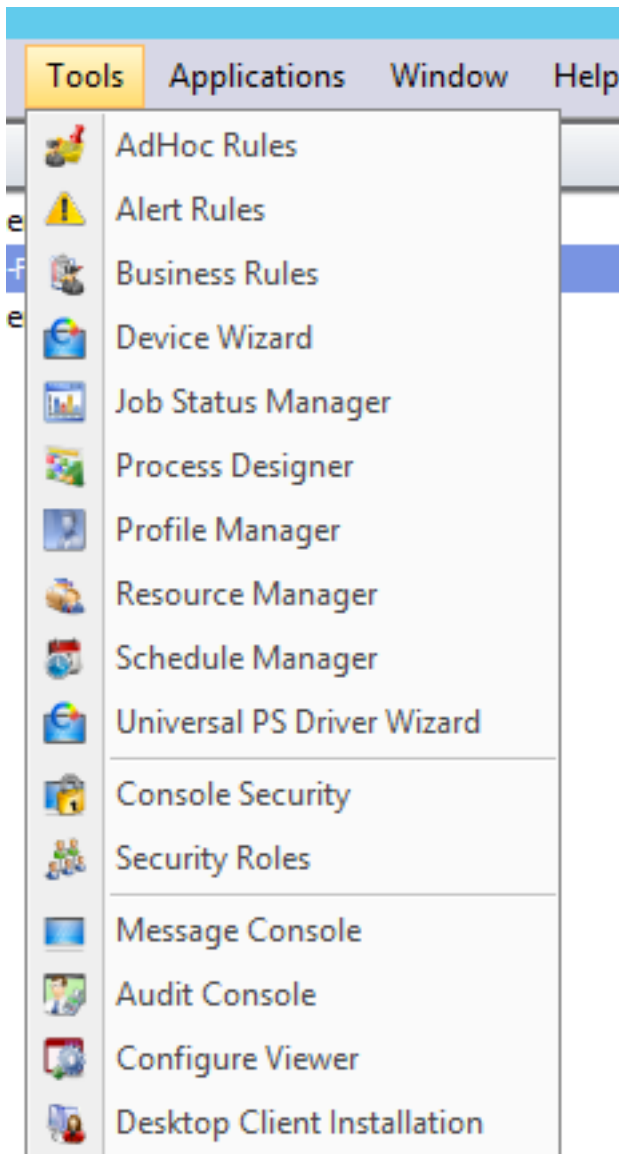 Tools Applications Window Help
AdHoc Rules
Alert Rules
Business Rules
Device Wizard
Job Status Manager
Process Designer
Profile Manager
Resource Manager
Schedule Manager
Universal PS Driver Wizard
Console Security
Security Roles
Message Console
Audit Console
Configure Viewer
Desktop Client Installation